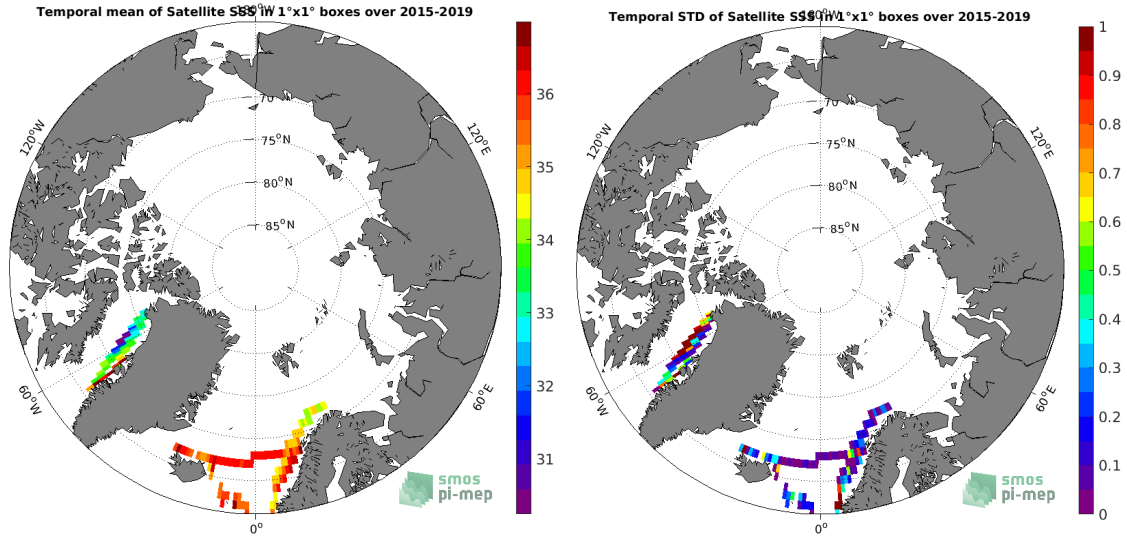 Temporal mean of Satellite SSS in 1°x1° boxes over 2015-2019
120°W
120°E
70
75°N
80°N
85°N
60°W
60°E
0°
36
35
34
33
32
31
smos
pi-mep
Temporal STD of Satellite SSS in 1°x1° boxes over 2015-2019
180°W
120°W
120°E
70
75°N
80°N
85°N
60°W
60°E
0°
1
0.9
0.8
0.7
0.6
0.5
0.4
0.3
0.2
0.1
0
smos
pi-mep